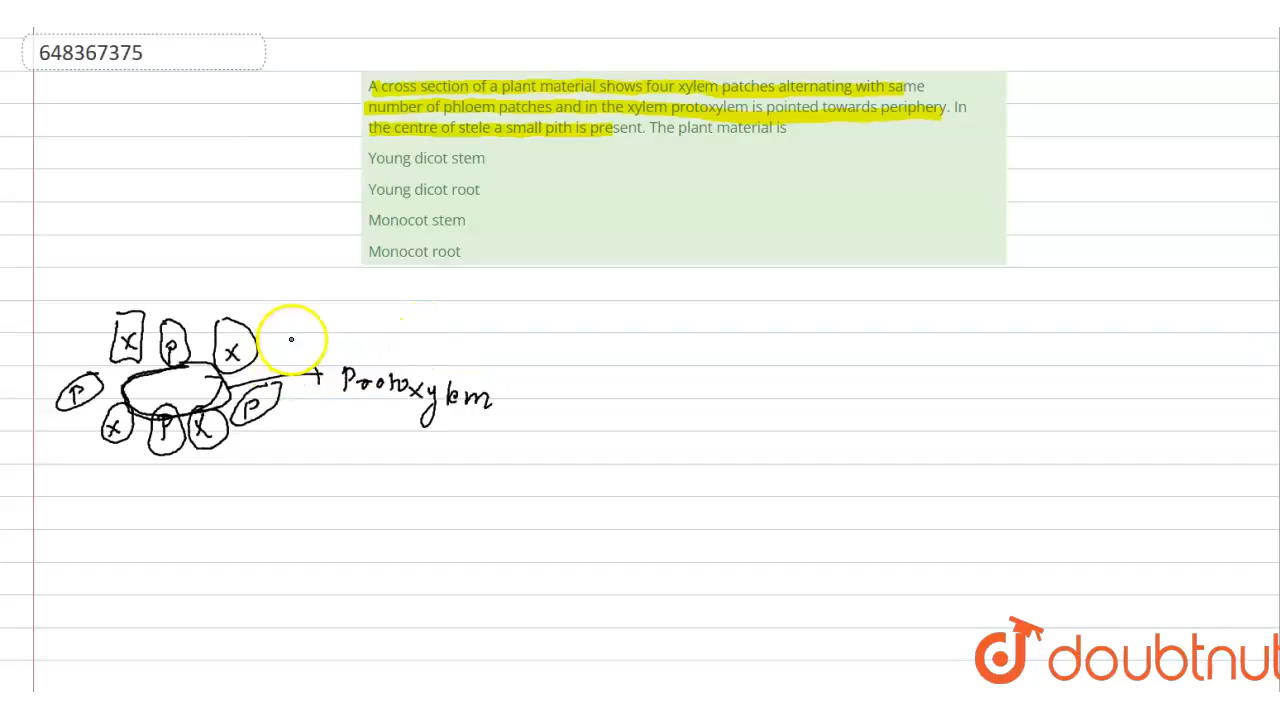 648367375
A cross section of a plant material shows four xylem patches alternating with same
number of phloem patches and in the xylem protoxylem is pointed towards periphery. In
the centre of stele a small pith is present. The plant material is
Young dicot stem
Young dicot root
Monocot stem
Monocot root
X P X
P Protoxylem
X P X P
doubtnut